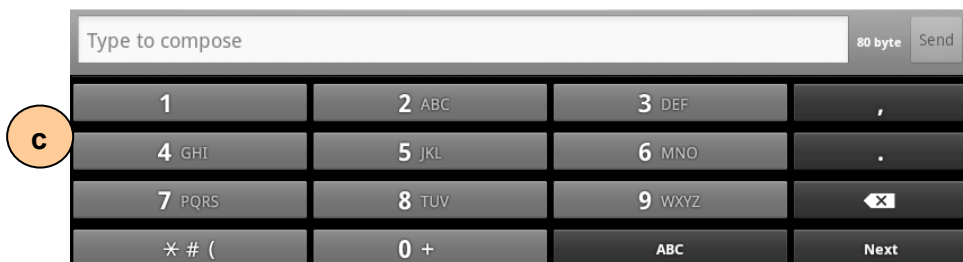 Type to compose 80 byte Send
1 2 ABC 3 DEF ,
c
4 GHI 5 JKL 6 MNO .
7 PQRS 8 TUV 9 WXYZ
* # ( 0 + ABC Next